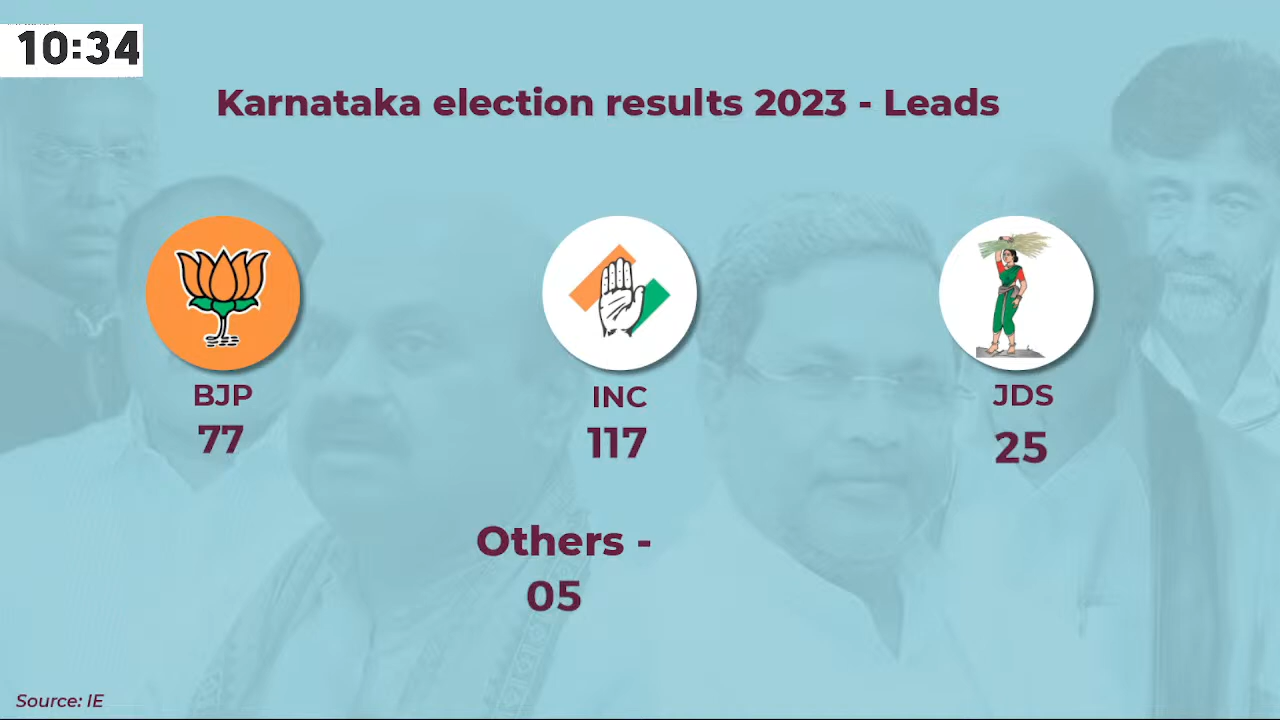 10:34
Karnataka election results 2023 - Leads
BJP
77
INC
117
JDS
25
Others -
05
Source: IE